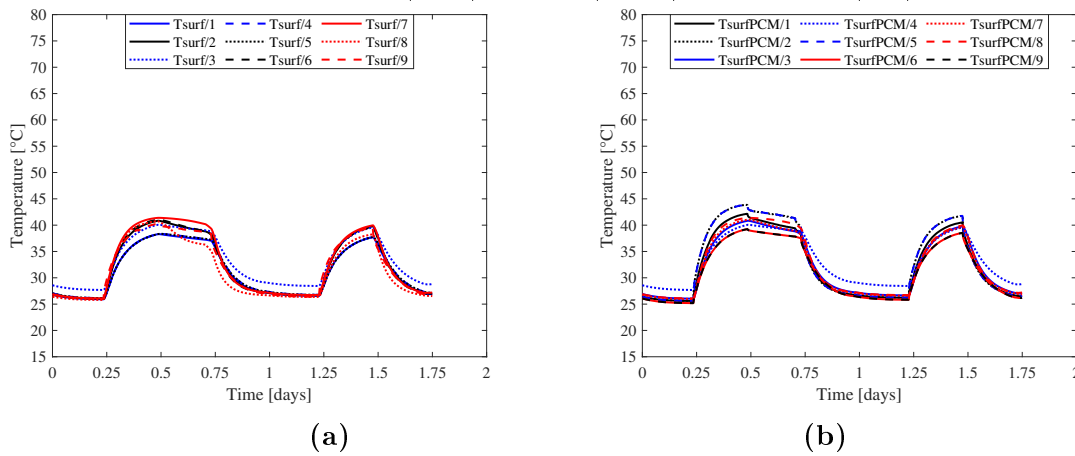 Tsurf/1 Tsurf/4 Tsurf/7
Tsurf/2 Tsurf/5 Tsurf/8
Tsurf/3 Tsurf/6 Tsurf/9
80
75
70
65
60
55
50
45
40
35
30
25
20
15
Temperature [°C]
0 0.25 0.5 0.75 1 1.25 1.5 1.75 2
Time [days]
(a)
TsurfPCM/1 TsurfPCM/4 TsurfPCM/7
TsurfPCM/2 TsurfPCM/5 TsurfPCM/8
TsurfPCM/3 TsurfPCM/6 TsurfPCM/9
80
75
70
65
60
55
50
45
40
35
30
25
20
15
Temperature [°C]
0 0.25 0.5 0.75 1 1.25 1.5 1.75 2
Time [days]
(b)